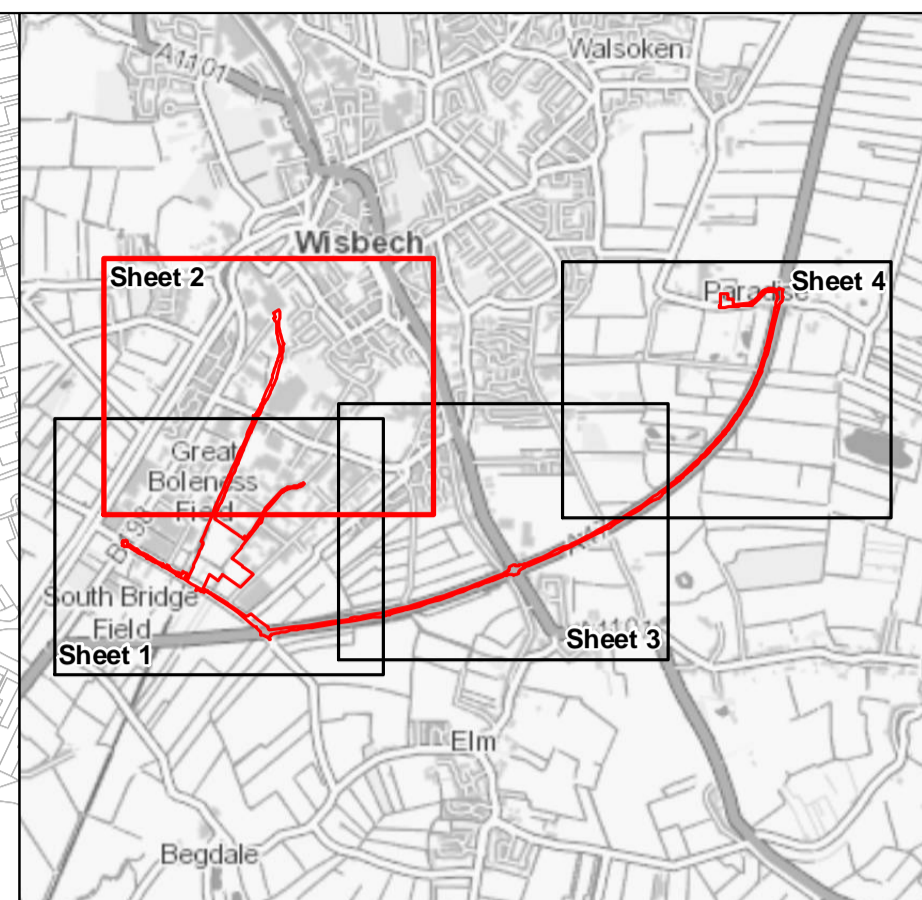 Walsoken
A1101
Wisbech
Sheet 2
Sheet 4
Paradise
Great
Boleness
Field
South Bridge
Field
Sheet 1
Sheet 3
Elm
Begdale